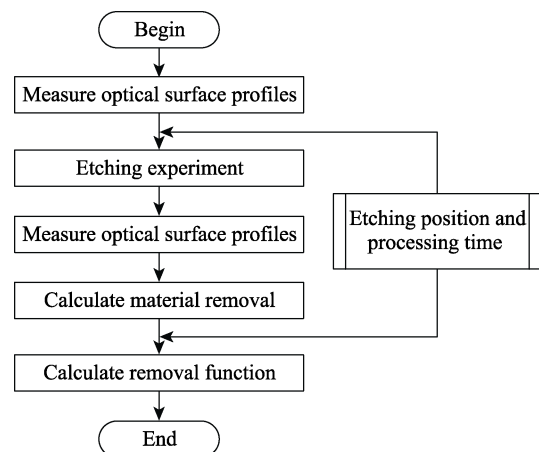 Begin
Measure optical surface profiles
Etching experiment
Etching position and
processing time
Measure optical surface profiles
Calculate material removal
Calculate removal function
End